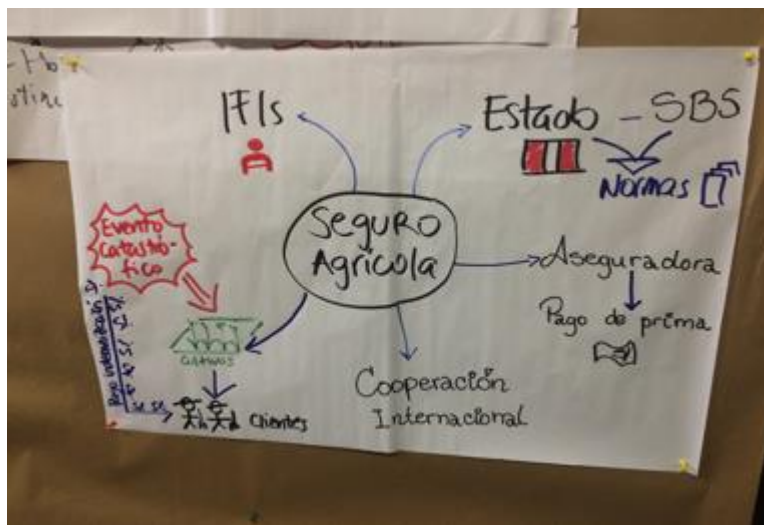 IFIs
Estado - SBS
Normas
Seguro
Agrícola
Evento
Catastró-
fico
Aseguradora
Pago de prima
Cooperación
Internacional
Clientes